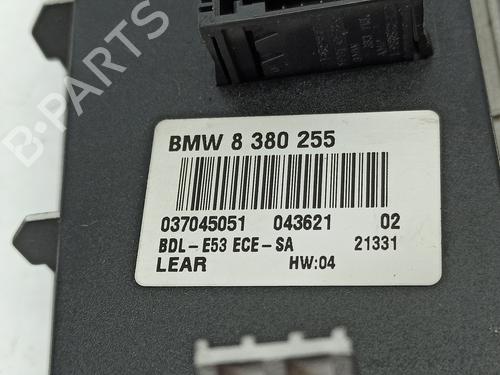 BMW 8 380 255
037045051 043621 02
BDL-E53 ECE-SA 21331
LEAR HW:04
B-PARTS